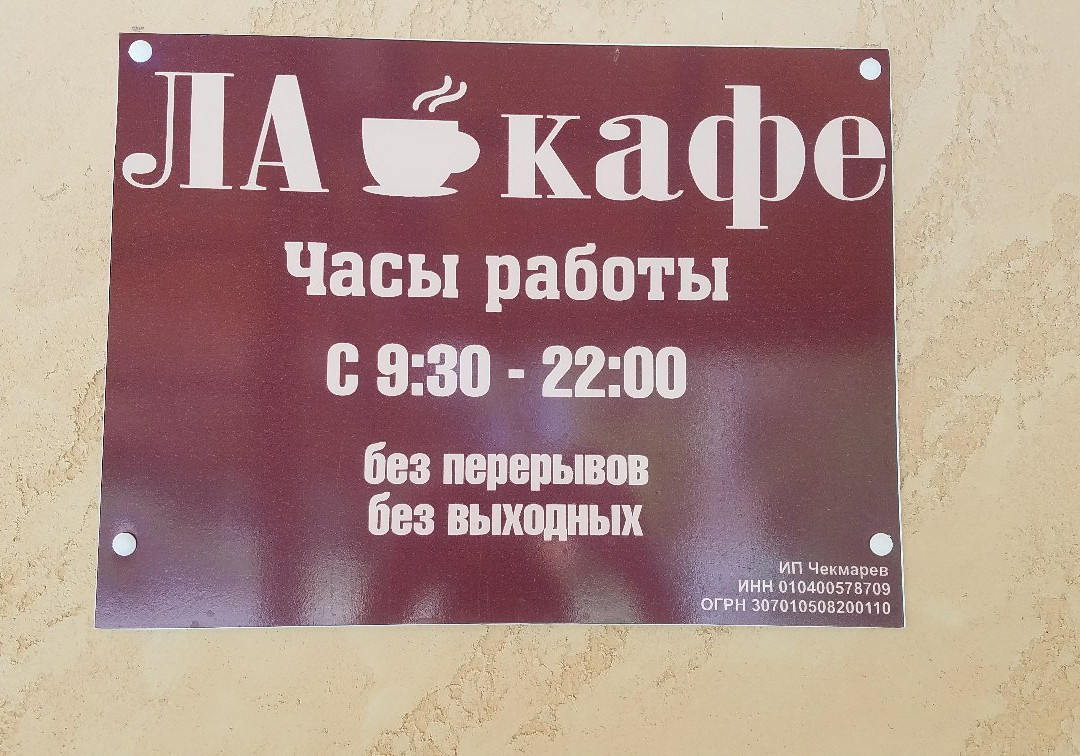 ЛА кафе
Часы работы
С 9:30 - 22:00
без перерывов
без выходных
ИП Чекмарев
ИНН 010400578709
ОГРН 307010508200110